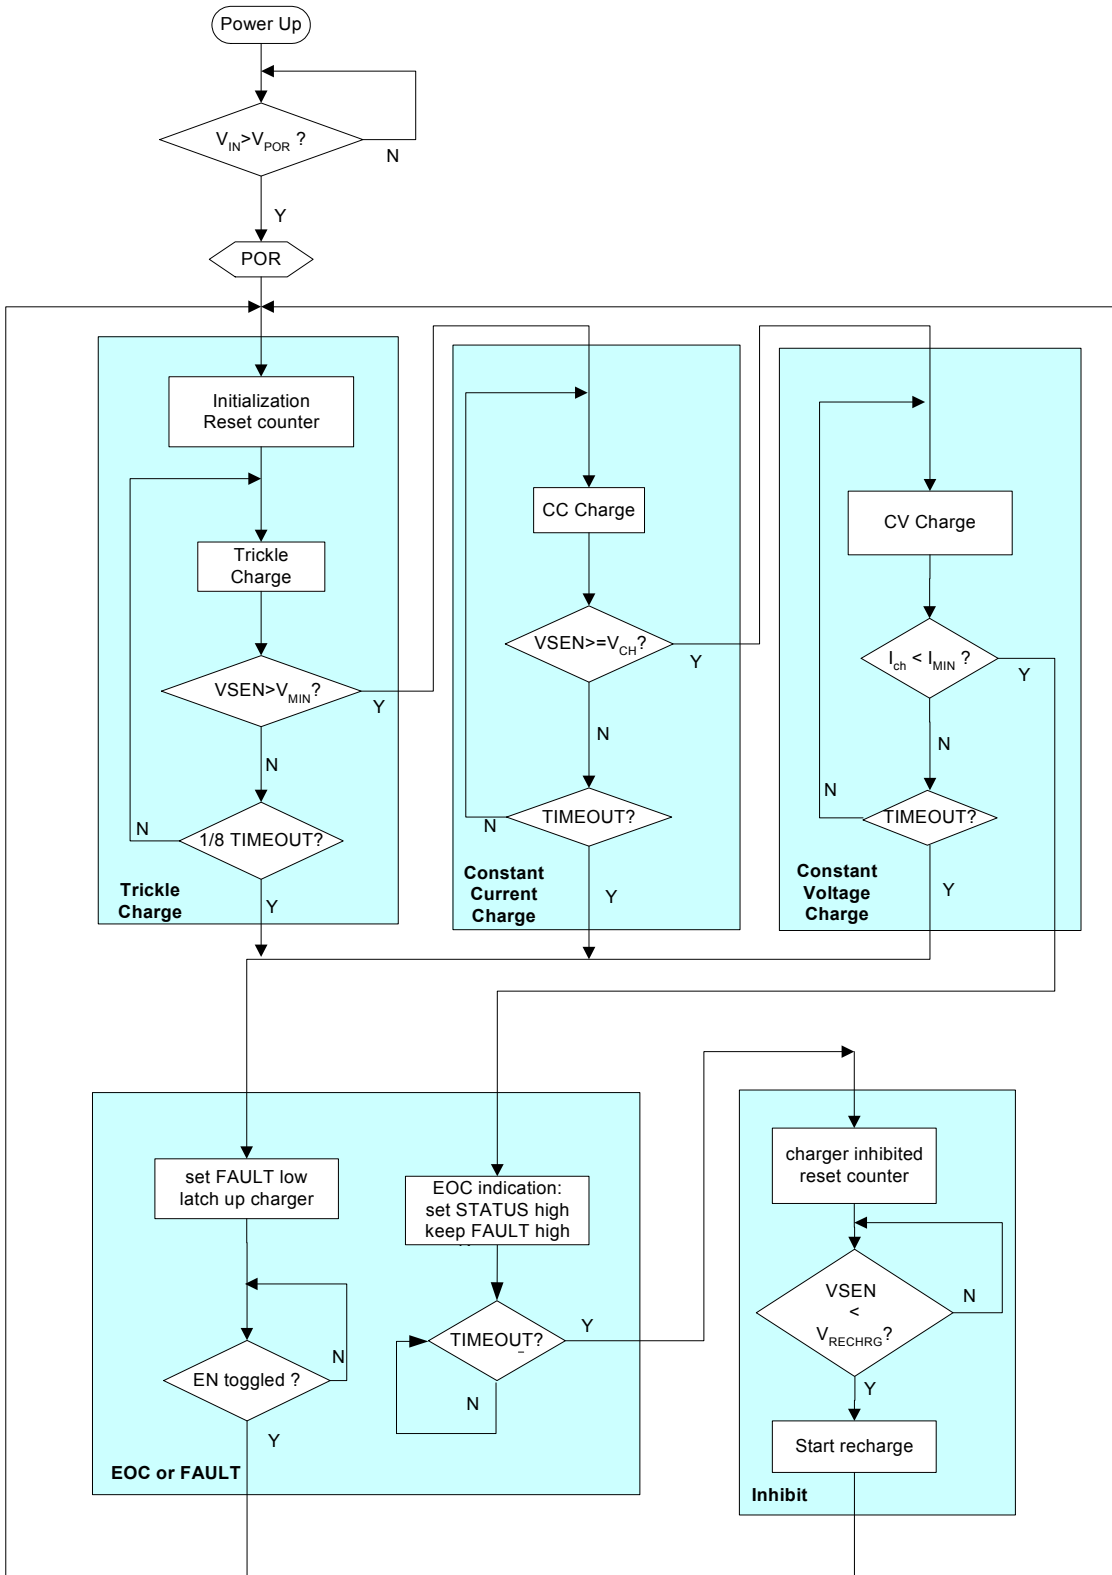 Power Up
V_IN>V_POR ?
N
Y
POR
Initialization
Reset counter
Trickle
Charge
VSEN>V_MIN?
Y
N
1/8 TIMEOUT?
N
Y
Trickle
Charge
CC Charge
VSEN>=V_CH?
Y
N
TIMEOUT?
N
Y
Constant
Current
Charge
CV Charge
I_ch < I_MIN ?
Y
N
TIMEOUT?
N
Y
Constant
Voltage
Charge
set FAULT low
latch up charger
EN toggled ?
N
Y
EOC indication:
set STATUS high
keep FAULT high
TIMEOUT?
Y
N
EOC or FAULT
charger inhibited
reset counter
VSEN
<
V_RECHRG?
N
Y
Start recharge
Inhibit